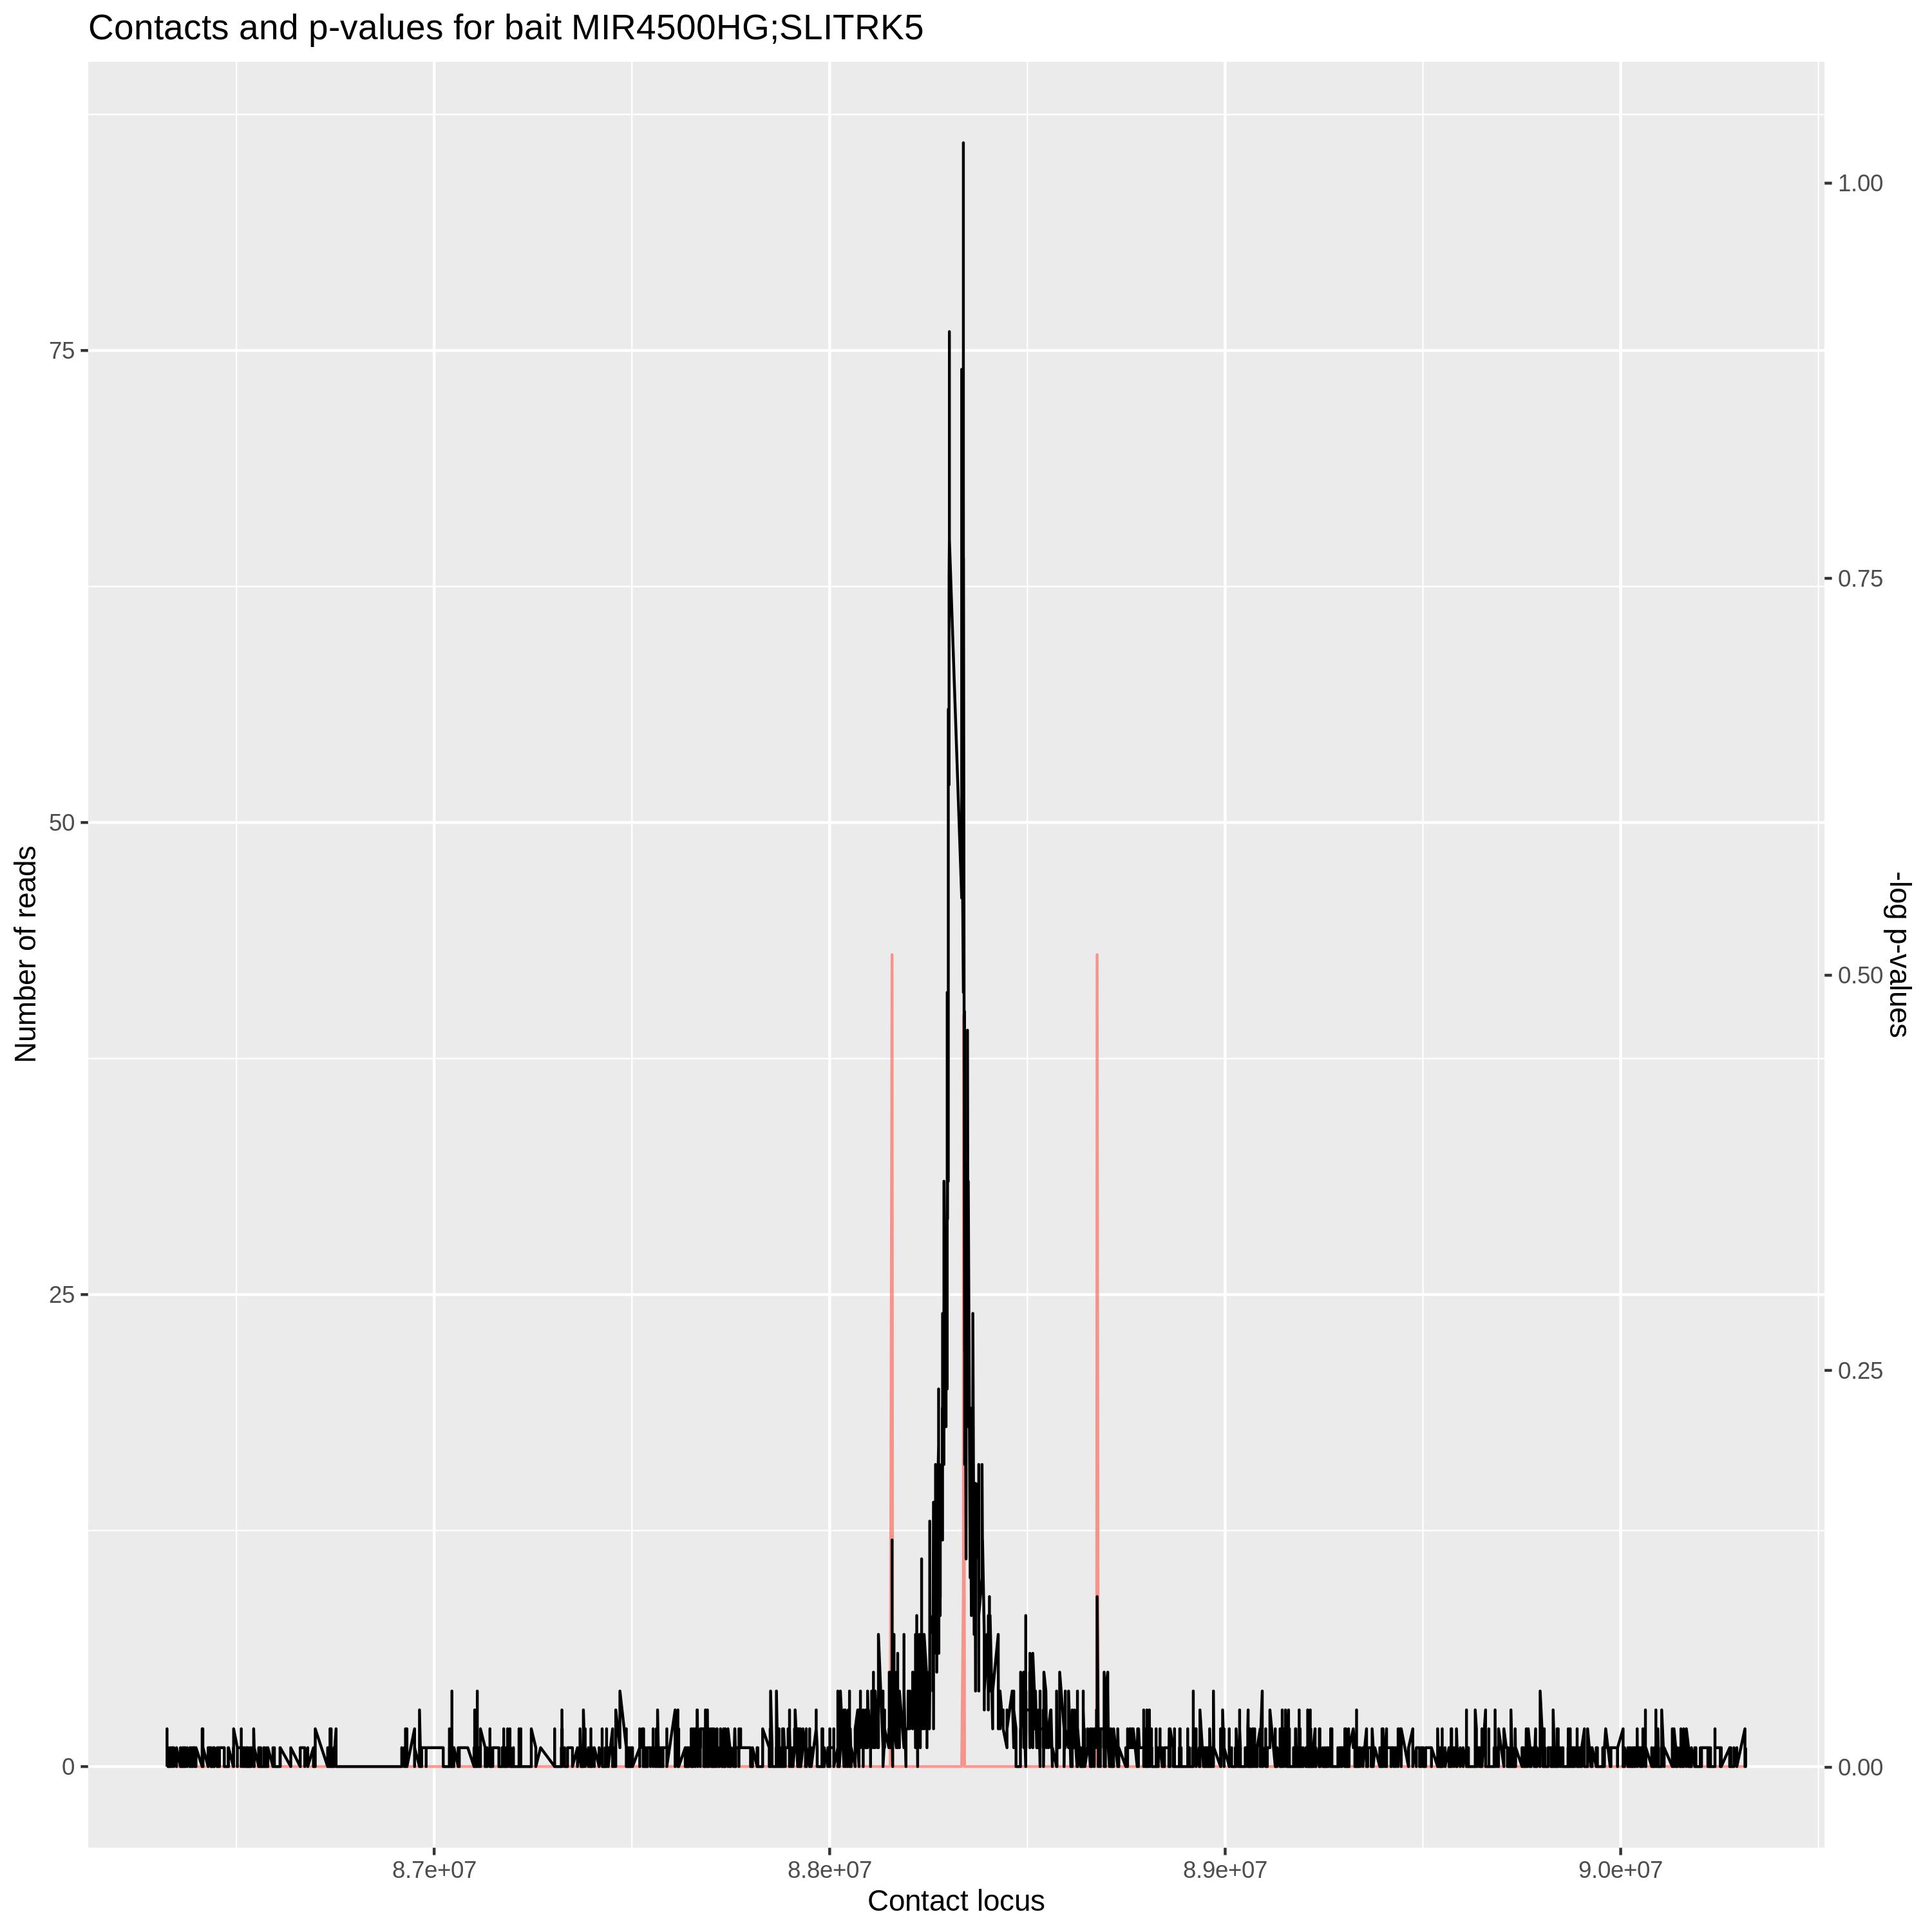 Contacts and p-values for bait MIR4500HG;SLITRK5
Number of reads
75
50
25
0
1.00
0.75
0.50
0.25
0.00
-log p-values
8.7e+07
8.8e+07
8.9e+07
9.0e+07
Contact locus